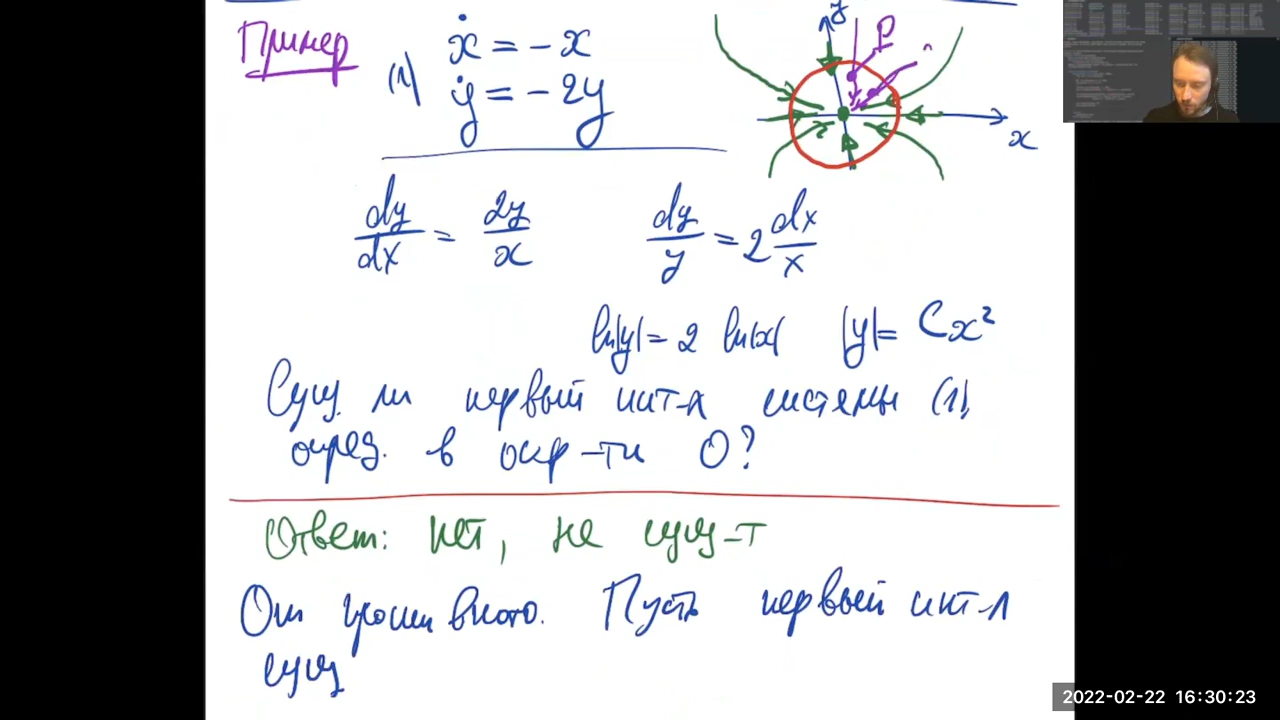 Пример
(1) ẋ = -x
ẏ = -2y
y
P
x
dy/dx = 2y/x
dy/y = 2 dx/x
ln|y| = 2 ln|x| |y| = Cx²
Сущ. ли первый инт-л системы (1),
опред. в окр-ти O?
Ответ: нет, не сущ-т
От противного. Пусть первый инт-л
сущ
2022-02-22 16:30:23